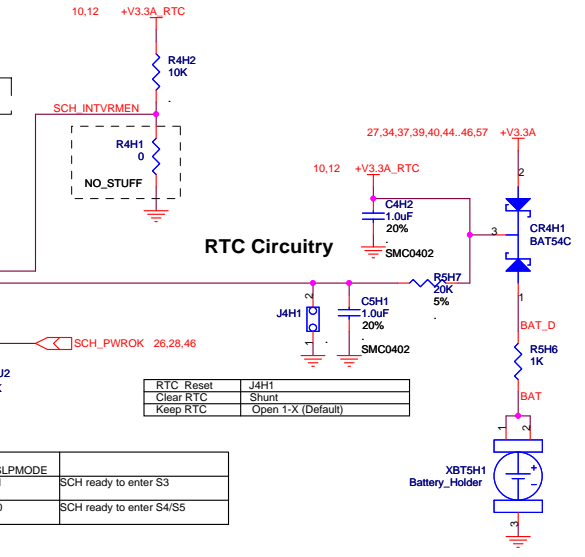 10,12 +V3.3A_RTC
R4H2
10K
.
SCH_INTVRMEN
R4H1
0
NO_STUFF
27,34,37,39,40,44..46,57 +V3.3A
10,12 +V3.3A_RTC
2
C4H2
1.0uF
20%
.
SMC0402
3
CR4H1
BAT54C
RTC Circuitry
1
R5H7
20K
5%
.
2
J4H1
1
.
C5H1
1.0uF
20%
.
SMC0402
BAT_D
R5H6
1K
SCH_PWROK 26,28,46
U2
BAT
RTC Reset J4H1
Clear RTC Shunt
Keep RTC Open 1-X (Default)
1 2
XBT5H1
Battery_Holder
+
−
3
SLPMODE
SCH ready to enter S3
0 SCH ready to enter S4/S5